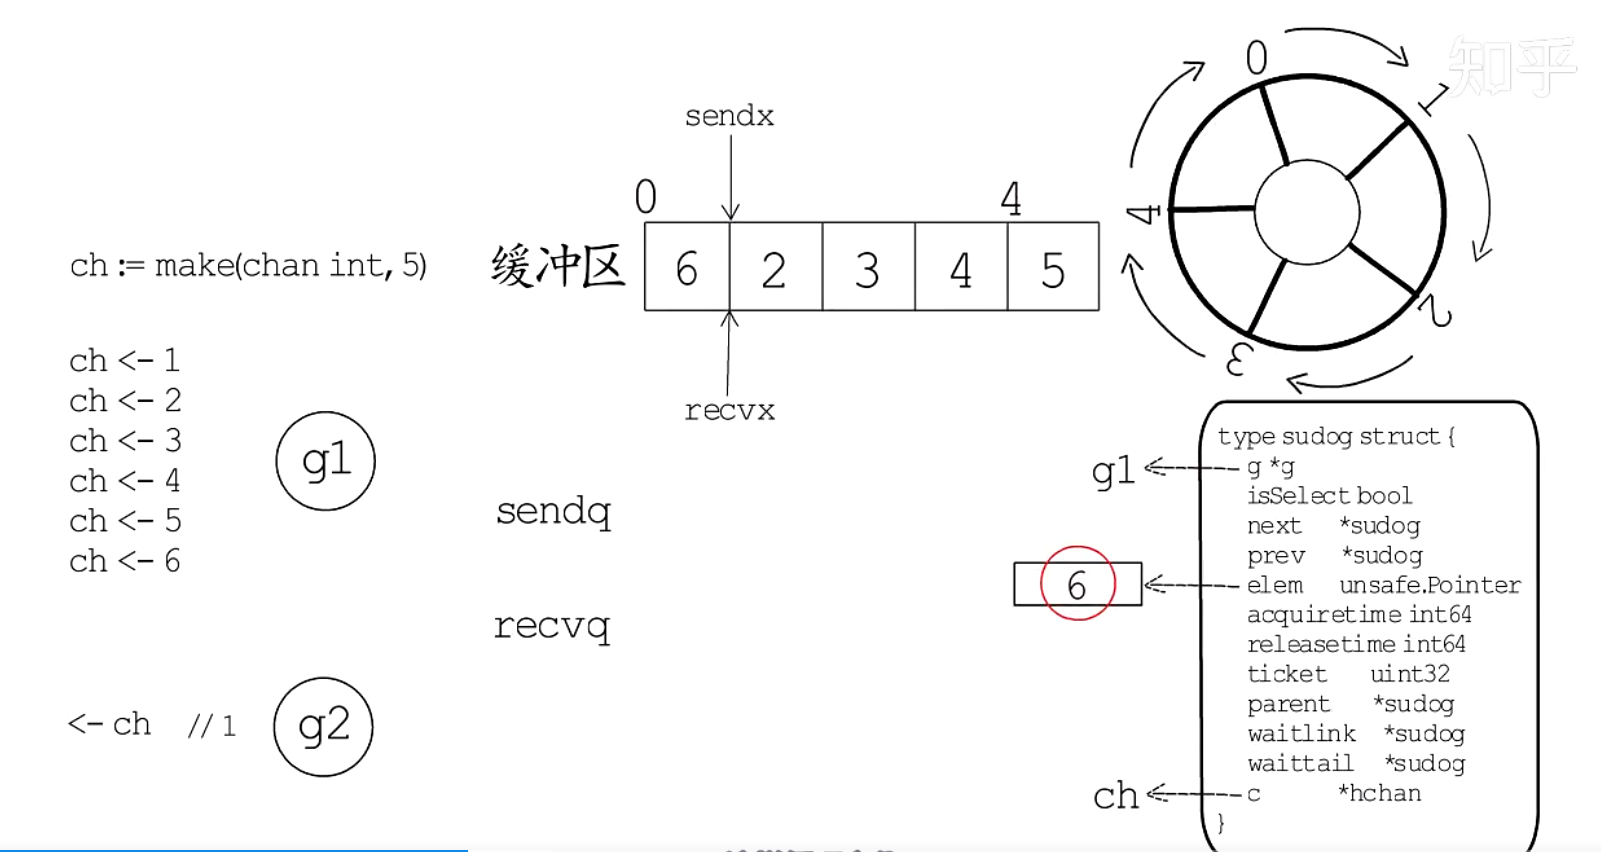 知乎
sendx
0
4
ch := make(chan int, 5)
缓冲区
6 2 3 4 5
recvx
0
1
2
3
4
ch <- 1
ch <- 2
ch <- 3
ch <- 4
ch <- 5
ch <- 6
g1
sendq
recvq
<- ch // 1
g2
g1
6
ch
type sudog struct {
g *g
isSelect bool
next *sudog
prev *sudog
elem unsafe.Pointer
acquiretime int64
releasetime int64
ticket uint32
parent *sudog
waitlink *sudog
waittail *sudog
c *hchan
}